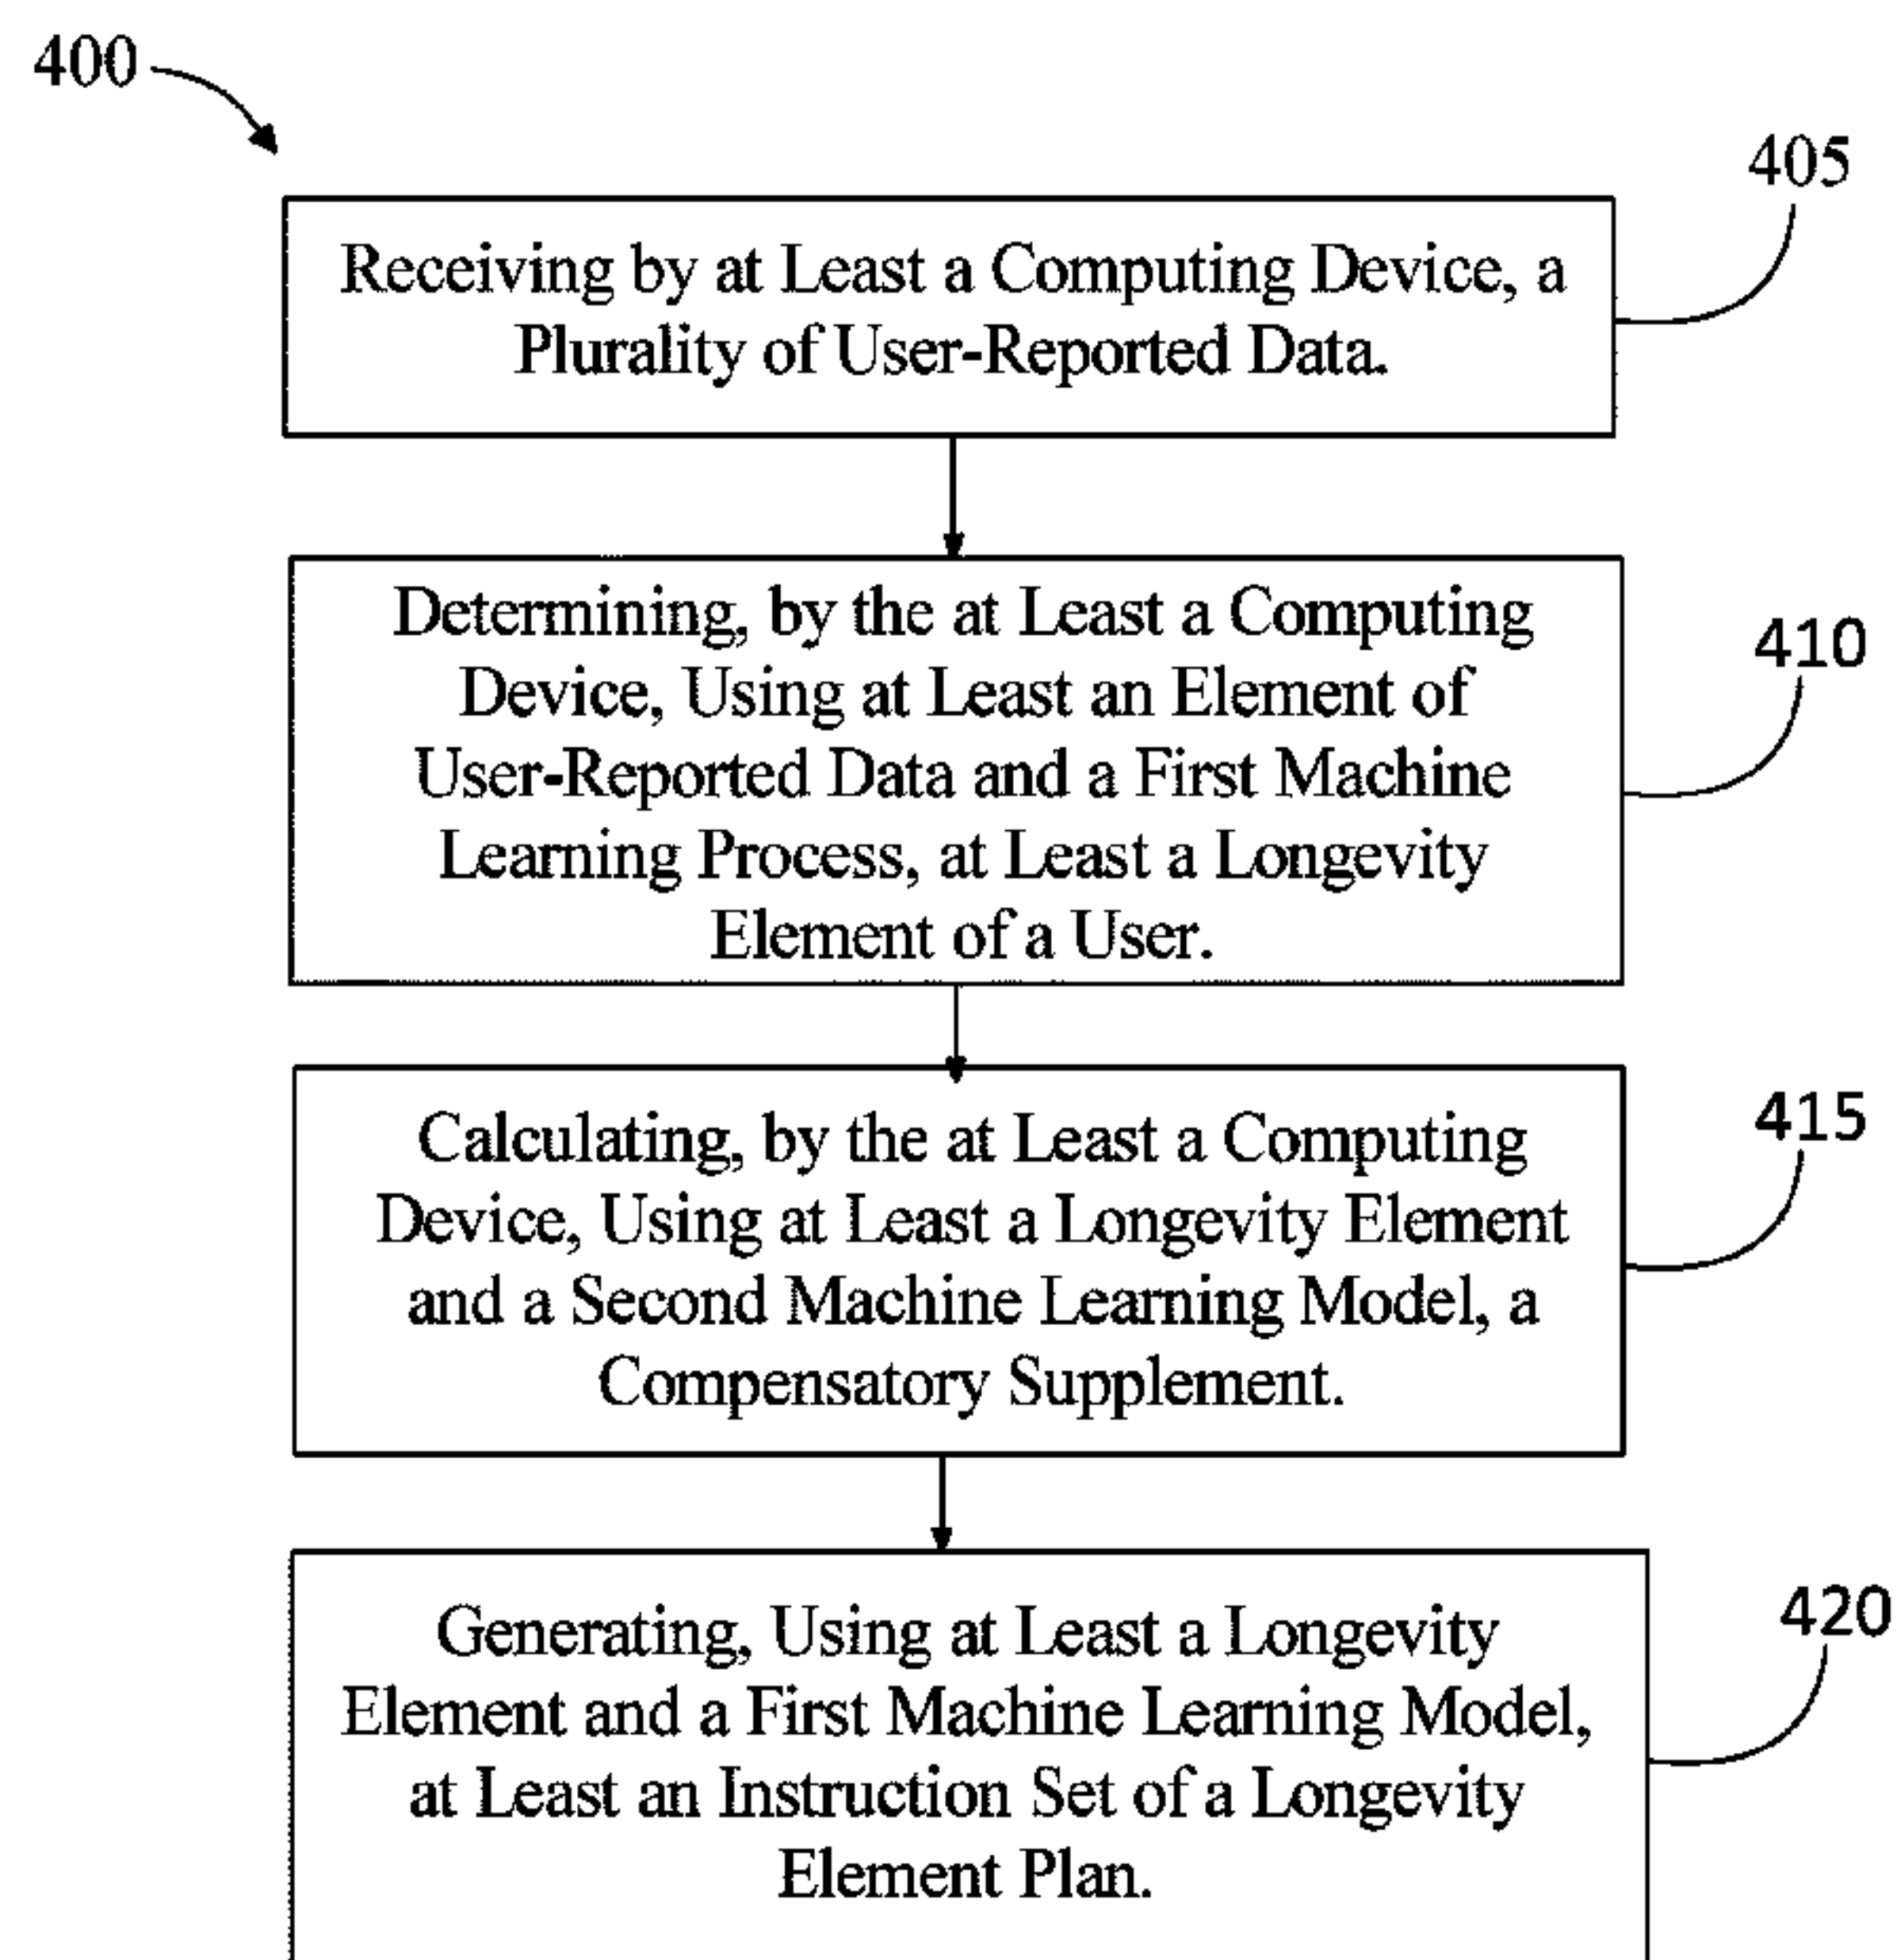 400
405
Receiving by at Least a Computing Device, a
Plurality of User-Reported Data.
410
Determining, by the at Least a Computing
Device, Using at Least an Element of
User-Reported Data and a First Machine
Learning Process, at Least a Longevity
Element of a User.
415
Calculating, by the at Least a Computing
Device, Using at Least a Longevity Element
and a Second Machine Learning Model, a
Compensatory Supplement.
420
Generating, Using at Least a Longevity
Element and a First Machine Learning Model,
at Least an Instruction Set of a Longevity
Element Plan.